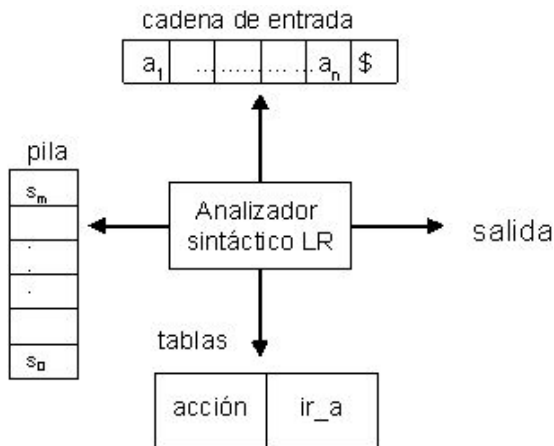 cadena de entrada
a1 ............ ... an $
pila
sm
.
.
.
s0
Analizador
sintáctico LR
salida
tablas
acción ir_a